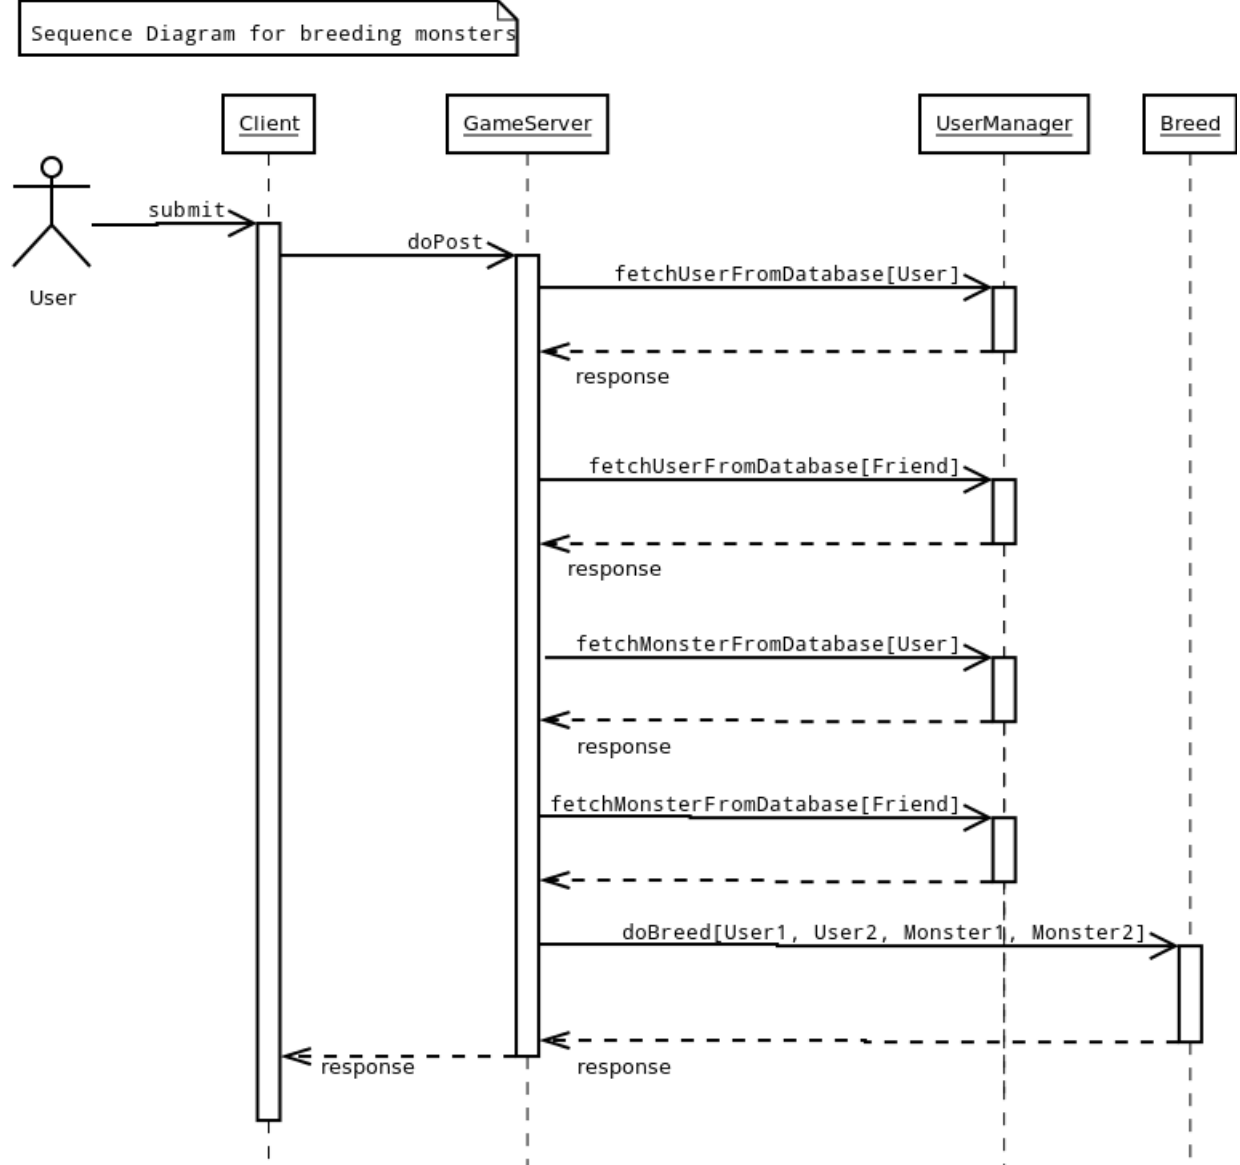 Sequence Diagram for breeding monsters
Client
GameServer
UserManager
Breed
submit
doPost
fetchUserFromDatabase[User]
User
response
fetchUserFromDatabase[Friend]
response
fetchMonsterFromDatabase[User]
response
fetchMonsterFromDatabase[Friend]
doBreed[User1, User2, Monster1, Monster2]
response
response